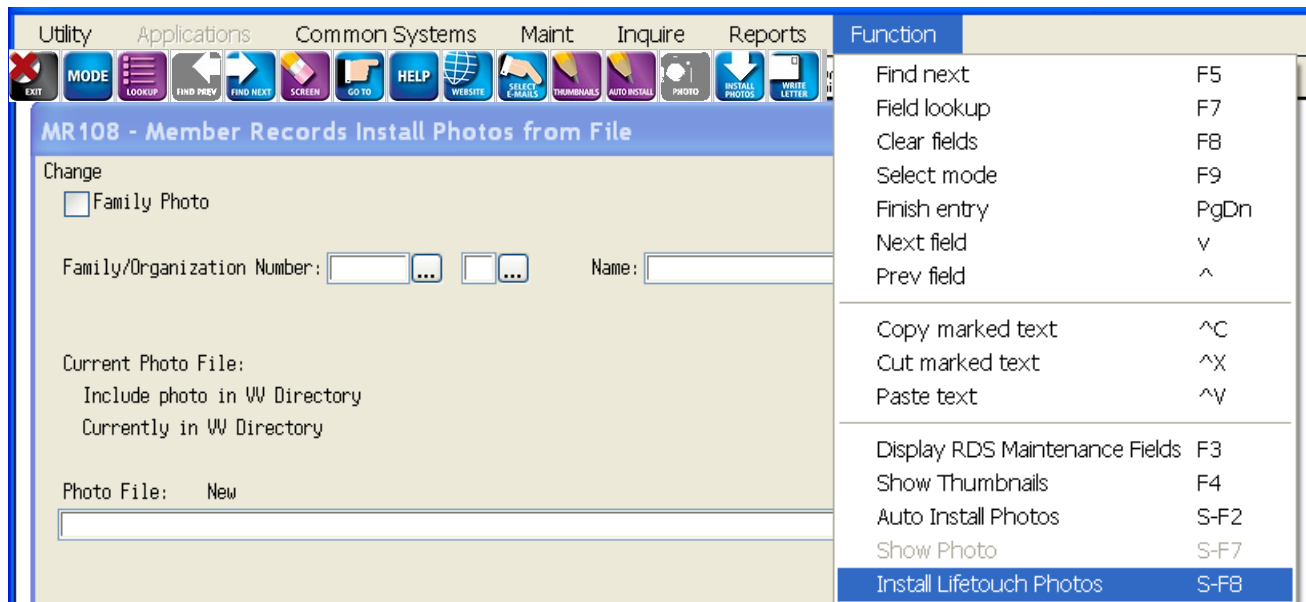 Utility Applications Common Systems Maint Inquire Reports Function
EXIT MODE LOOKUP FIND PREV FIND NEXT SCREEN GO TO HELP WEBSITE SELECT E-MAILS THUMBNAILS AUTO INSTALL PHOTO INSTALL PHOTOS WRITE LETTER
MR108 - Member Records Install Photos from File
Change
Family Photo
Family/Organization Number: ... ... Name:
Current Photo File:
Include photo in VV Directory
Currently in VV Directory
Photo File: New
Find next F5
Field lookup F7
Clear fields F8
Select mode F9
Finish entry PgDn
Next field v
Prev field ^
Copy marked text ^C
Cut marked text ^X
Paste text ^V
Display RDS Maintenance Fields F3
Show Thumbnails F4
Auto Install Photos S-F2
Show Photo S-F7
Install Lifetouch Photos S-F8